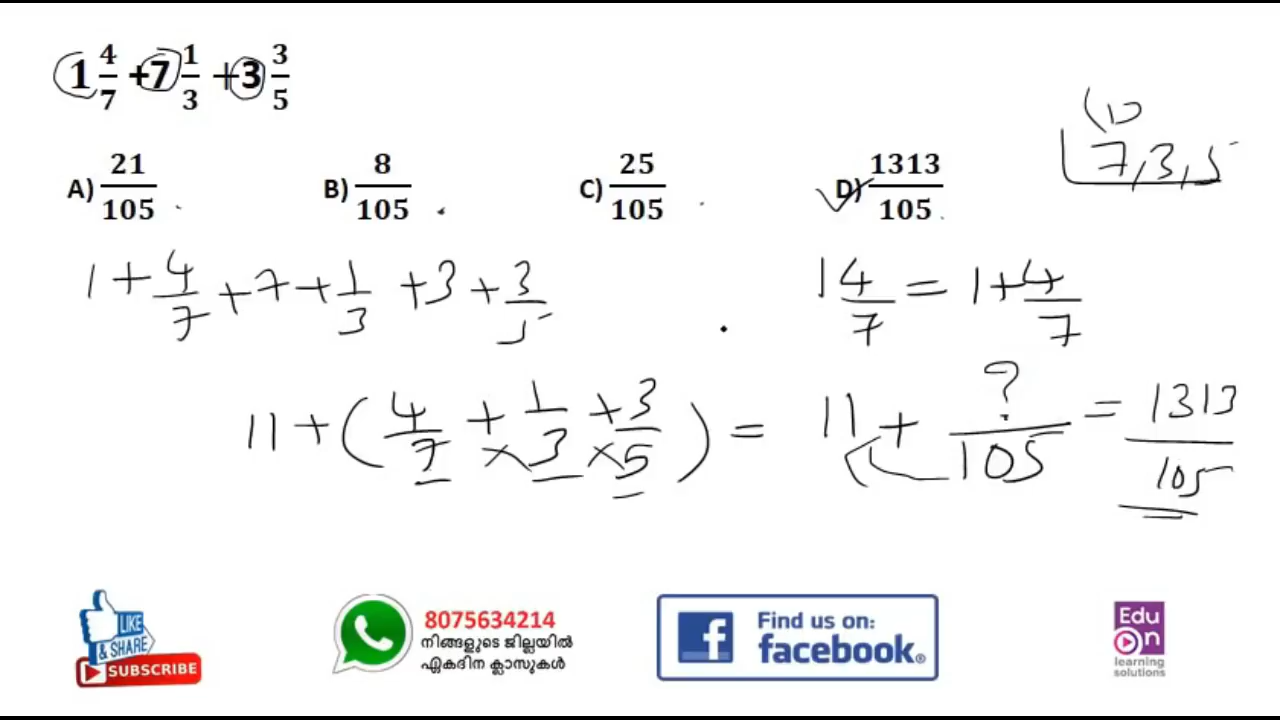 1 4/7 +7 1/3 +3 3/5
(D
7,3,5
A) 21/105 B) 8/105 C) 25/105 D) 1313/105
1 + 4/7 + 7 + 1/3 + 3 + 3/5 1 4/7 = 1 + 4/7
11 + ( 4/7 + 1/3 + 3/5 ) = 11 + ?/105 = 1313/105
× ×
LIKE
& SHARE
SUBSCRIBE
8075634214
നിങ്ങളുടെ ജില്ലയിൽ
ഏകദിന ക്ലാസുകൾ
f Find us on:
facebook®
Edu
On
learning
solutions